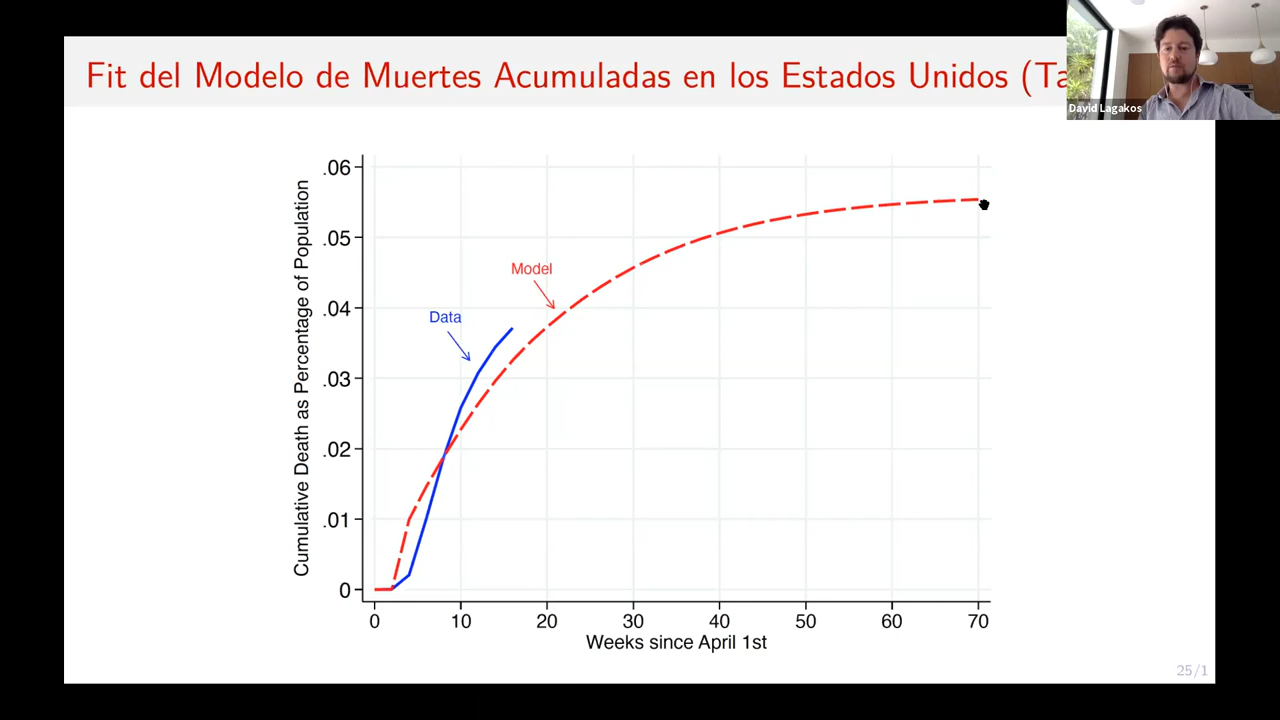 Fit del Modelo de Muertes Acumuladas en los Estados Unidos (Ta
David Lagakos
Cumulative Death as Percentage of Population
.06
.05
.04
.03
.02
.01
0
Model
Data
0 10 20 30 40 50 60 70
Weeks since April 1st
25/1